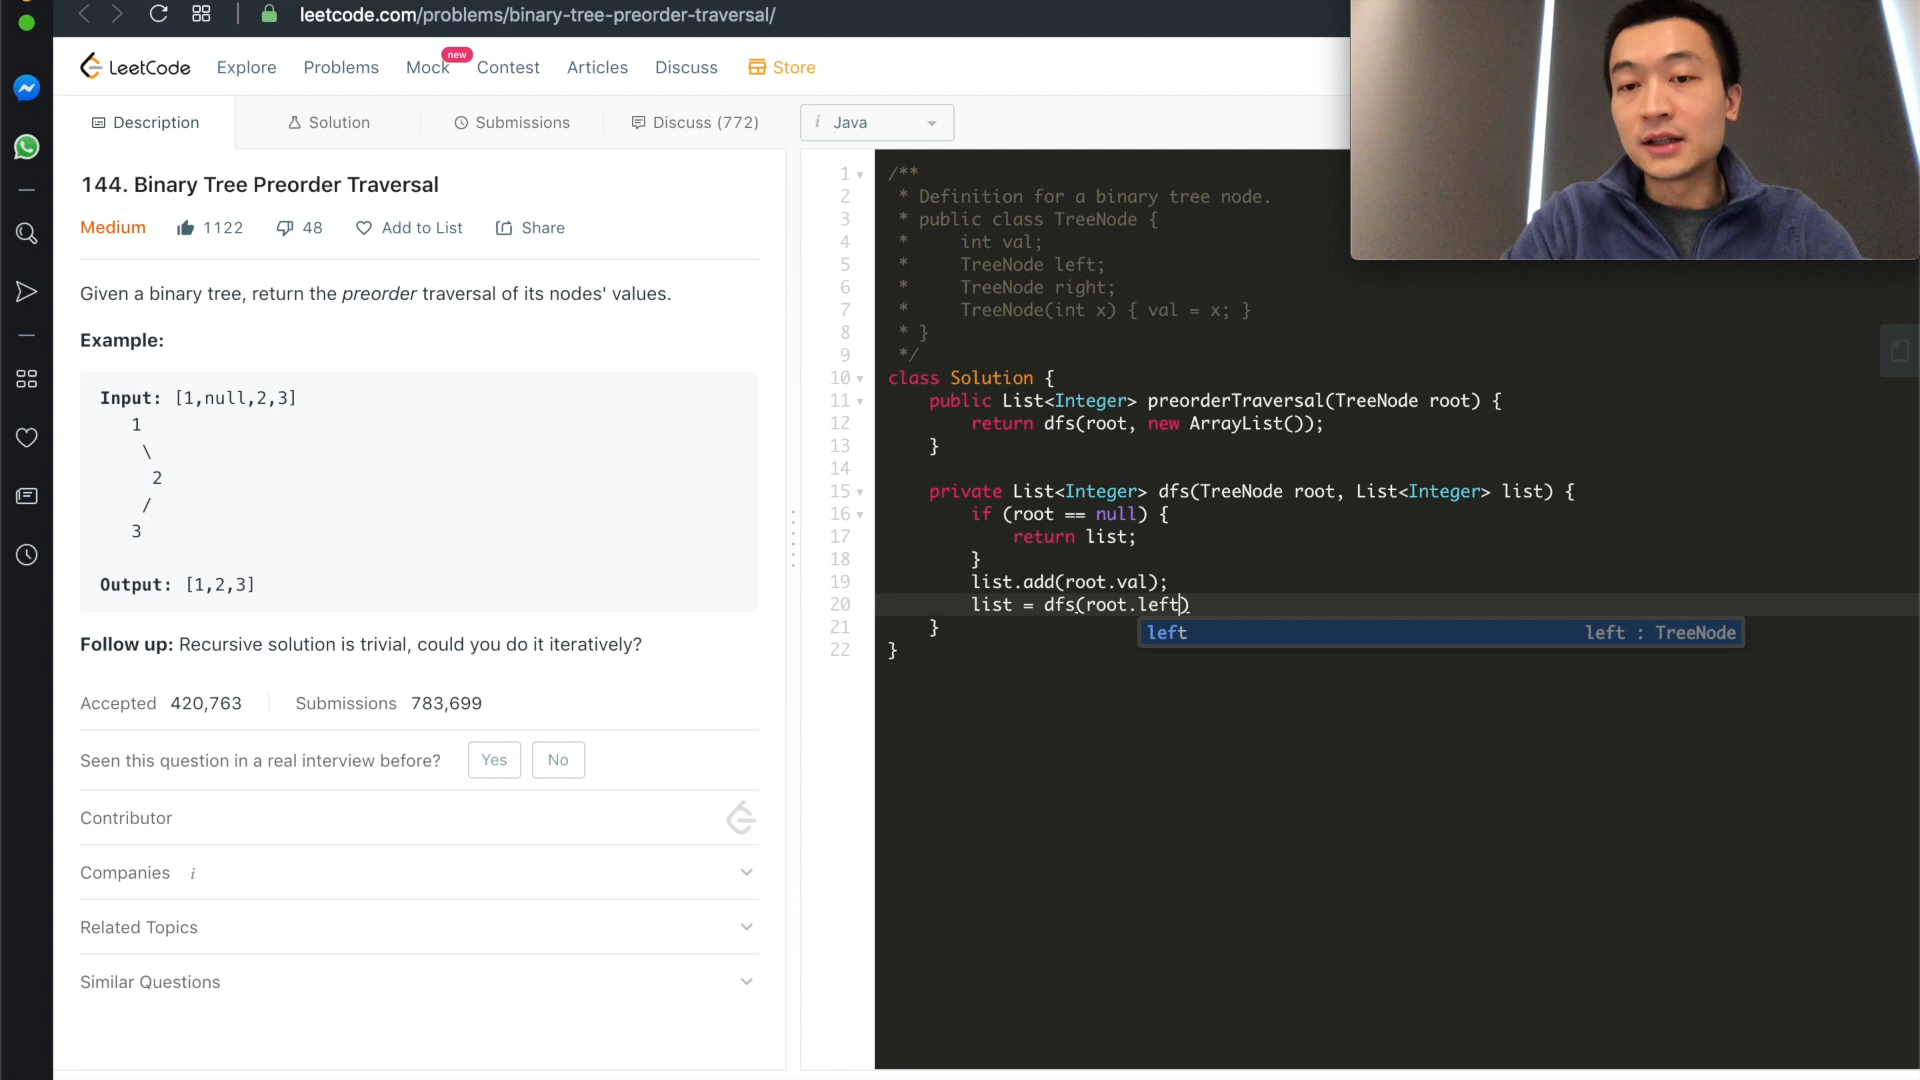 leetcode.com/problems/binary-tree-preorder-traversal/
LeetCode
Explore
Problems
Mock
new
Contest
Articles
Discuss
Store
Description
Solution
Submissions
Discuss (772)
i Java
144. Binary Tree Preorder Traversal
Medium
1122
48
Add to List
Share
Given a binary tree, return the preorder traversal of its nodes' values.
Example:
Input: [1,null,2,3]
1
\
2
/
3
Output: [1,2,3]
Follow up: Recursive solution is trivial, could you do it iteratively?
Accepted 420,763
Submissions 783,699
Seen this question in a real interview before?
Yes
No
Contributor
Companies i
Related Topics
Similar Questions
1 /**
2 * Definition for a binary tree node.
3 * public class TreeNode {
4 *     int val;
5 *     TreeNode left;
6 *     TreeNode right;
7 *     TreeNode(int x) { val = x; }
8 * }
9 */
10 class Solution {
11     public List<Integer> preorderTraversal(TreeNode root) {
12         return dfs(root, new ArrayList());
13     }
14
15     private List<Integer> dfs(TreeNode root, List<Integer> list) {
16         if (root == null) {
17             return list;
18         }
19         list.add(root.val);
20         list = dfs(root.left)
21     }
22 }
left
left : TreeNode